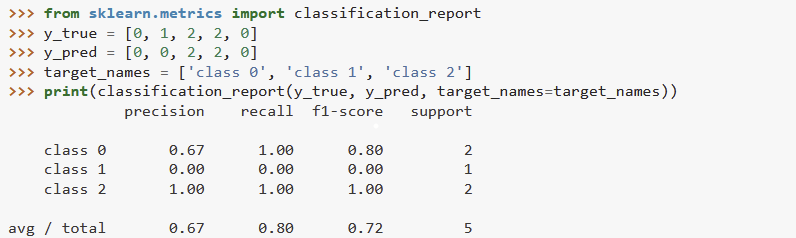 >>> from sklearn.metrics import classification_report
>>> y_true = [0, 1, 2, 2, 0]
>>> y_pred = [0, 0, 2, 2, 0]
>>> target_names = ['class 0', 'class 1', 'class 2']
>>> print(classification_report(y_true, y_pred, target_names=target_names))
             precision    recall  f1-score   support

    class 0       0.67      1.00      0.80         2
    class 1       0.00      0.00      0.00         1
    class 2       1.00      1.00      1.00         2

avg / total       0.67      0.80      0.72         5